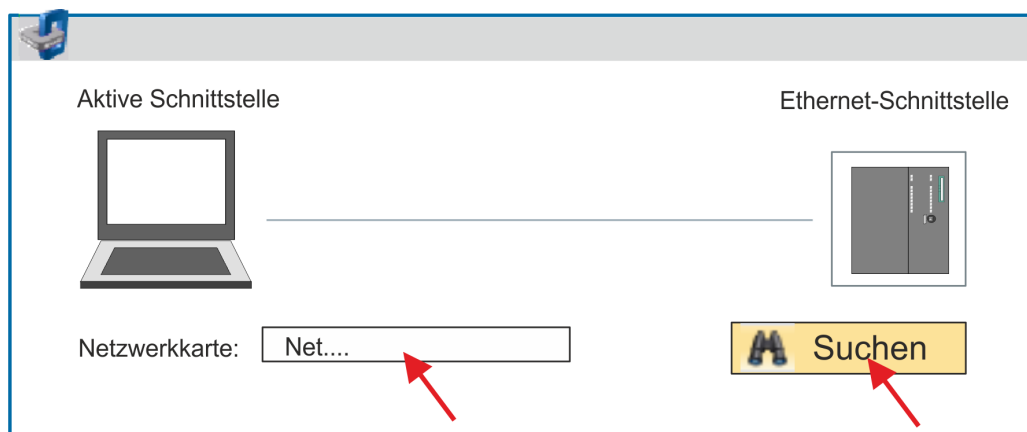 Aktive Schnittstelle
Ethernet-Schnittstelle
Netzwerkkarte:
Net....
Suchen